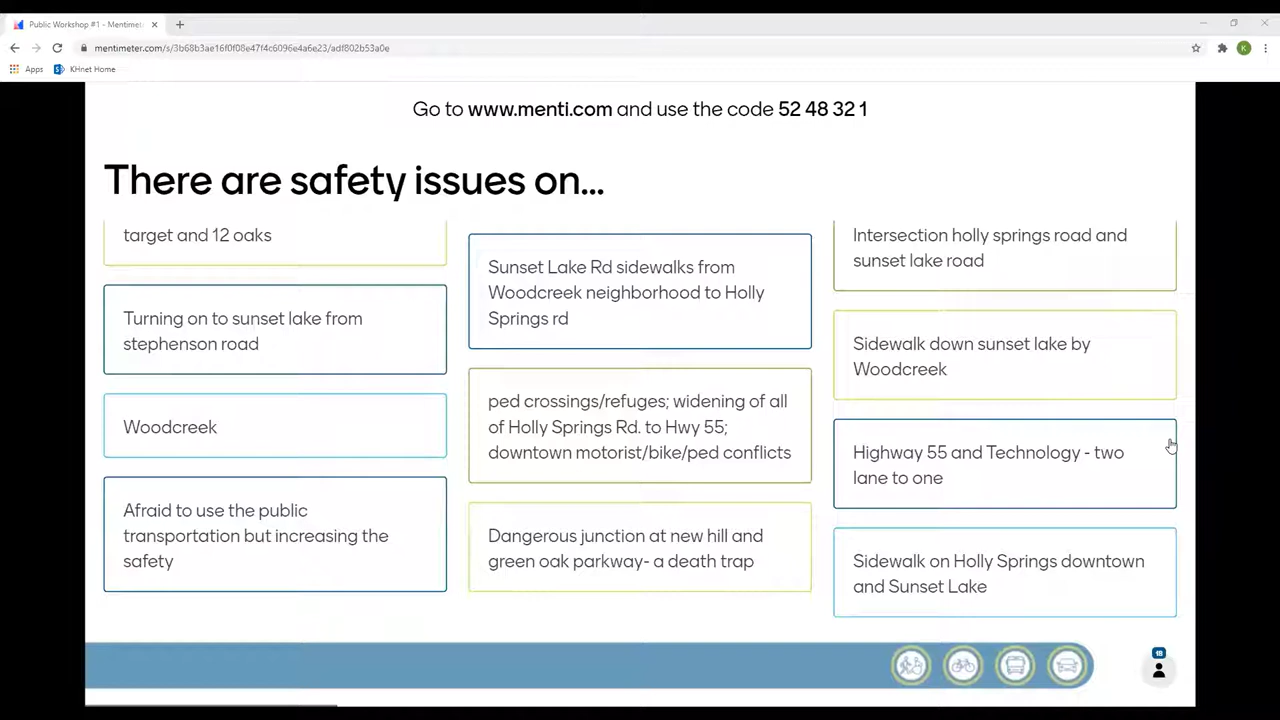 Public Workshop #1 - Mentimet
mentimeter.com/s/3b68b3ae16f0f08e47f4c6096e4a6e23/adf802b53a0e
K
Apps
KHnet Home
Go to www.menti.com and use the code 52 48 32 1
There are safety issues on...
target and 12 oaks
Turning on to sunset lake from
stephenson road
Woodcreek
Afraid to use the public
transportation but increasing the
safety
Sunset Lake Rd sidewalks from
Woodcreek neighborhood to Holly
Springs rd
ped crossings/refuges; widening of all
of Holly Springs Rd. to Hwy 55;
downtown motorist/bike/ped conflicts
Dangerous junction at new hill and
green oak parkway- a death trap
Intersection holly springs road and
sunset lake road
Sidewalk down sunset lake by
Woodcreek
Highway 55 and Technology - two
lane to one
Sidewalk on Holly Springs downtown
and Sunset Lake
18